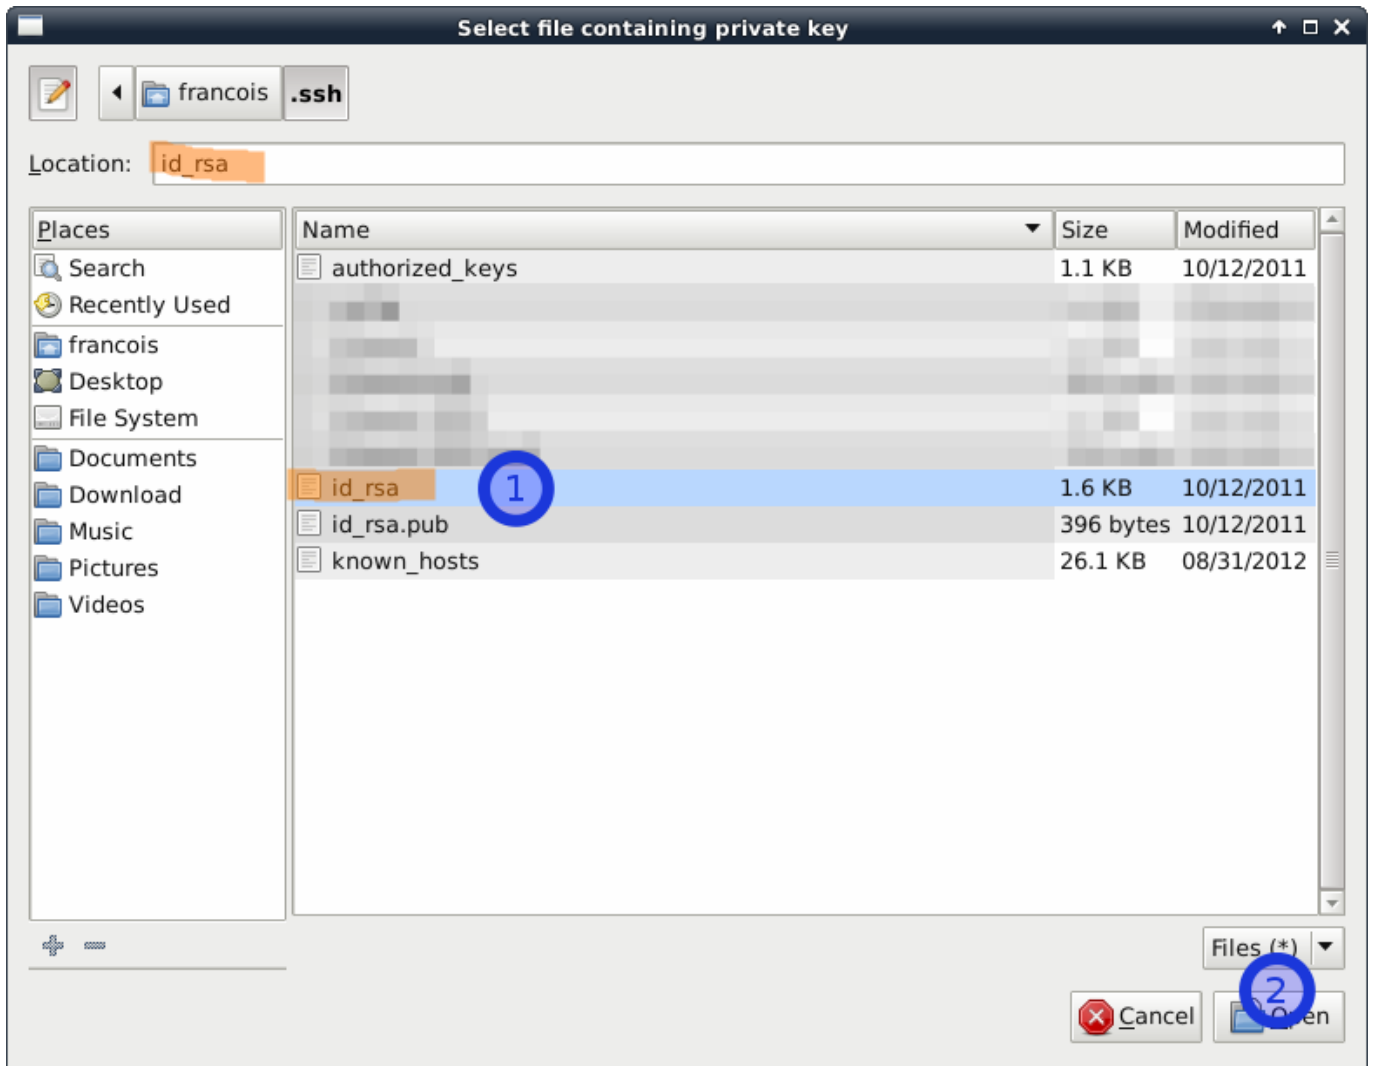 Select file containing private key
francois .ssh
Location: id_rsa
Places Name Size Modified
Search authorized_keys 1.1 KB 10/12/2011
Recently Used
francois
Desktop
File System
Documents
Download id_rsa 1 1.6 KB 10/12/2011
Music id_rsa.pub 396 bytes 10/12/2011
Pictures known_hosts 26.1 KB 08/31/2012
Videos
Files (*)
2
Cancel Open